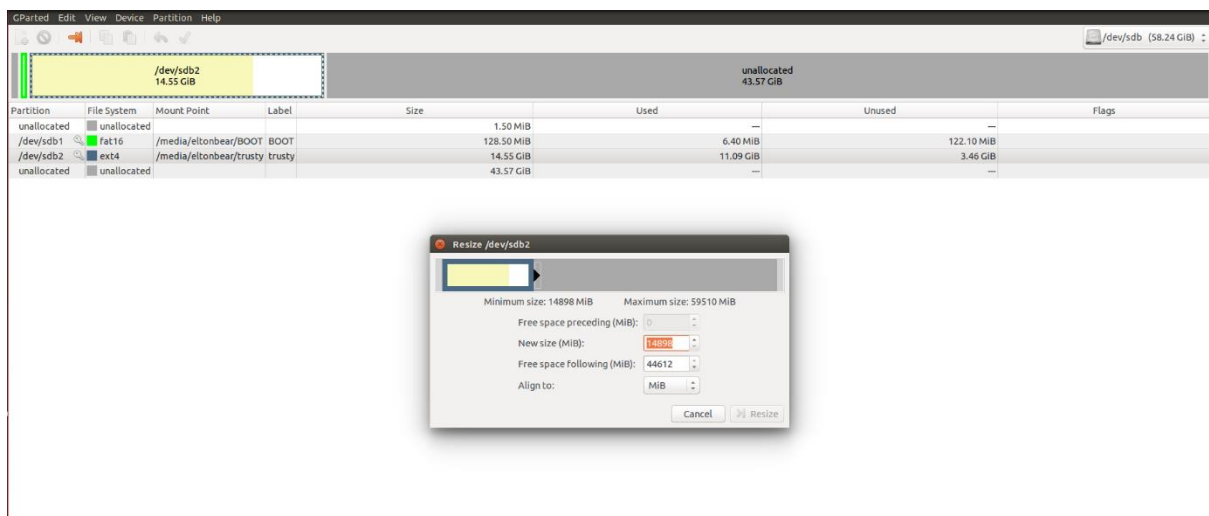 GParted Edit View Device Partition Help
/dev/sdb (58.24 GiB)
/dev/sdb2
14.55 GiB
unallocated
43.57 GiB
Partition File System Mount Point Label Size Used Unused Flags
unallocated unallocated 1.50 MiB --- ---
/dev/sdb1 fat16 /media/eltonbear/BOOT BOOT 128.50 MiB 6.40 MiB 122.10 MiB
/dev/sdb2 ext4 /media/eltonbear/trusty trusty 14.55 GiB 11.09 GiB 3.46 GiB
unallocated unallocated 43.57 GiB --- ---
Resize /dev/sdb2
Minimum size: 14898 MiB Maximum size: 59510 MiB
Free space preceding (MiB): 0
New size (MiB): 14898
Free space following (MiB): 44612
Align to: MiB
Cancel Resize